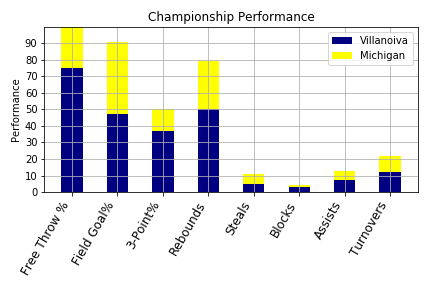 Championship Performance
Villanoiva
Michigan
Performance
90
80
70
60
50
40
30
20
10
0
Free Throw %
Field Goal%
3-Point%
Rebounds
Steals
Blocks
Assists
Turnovers